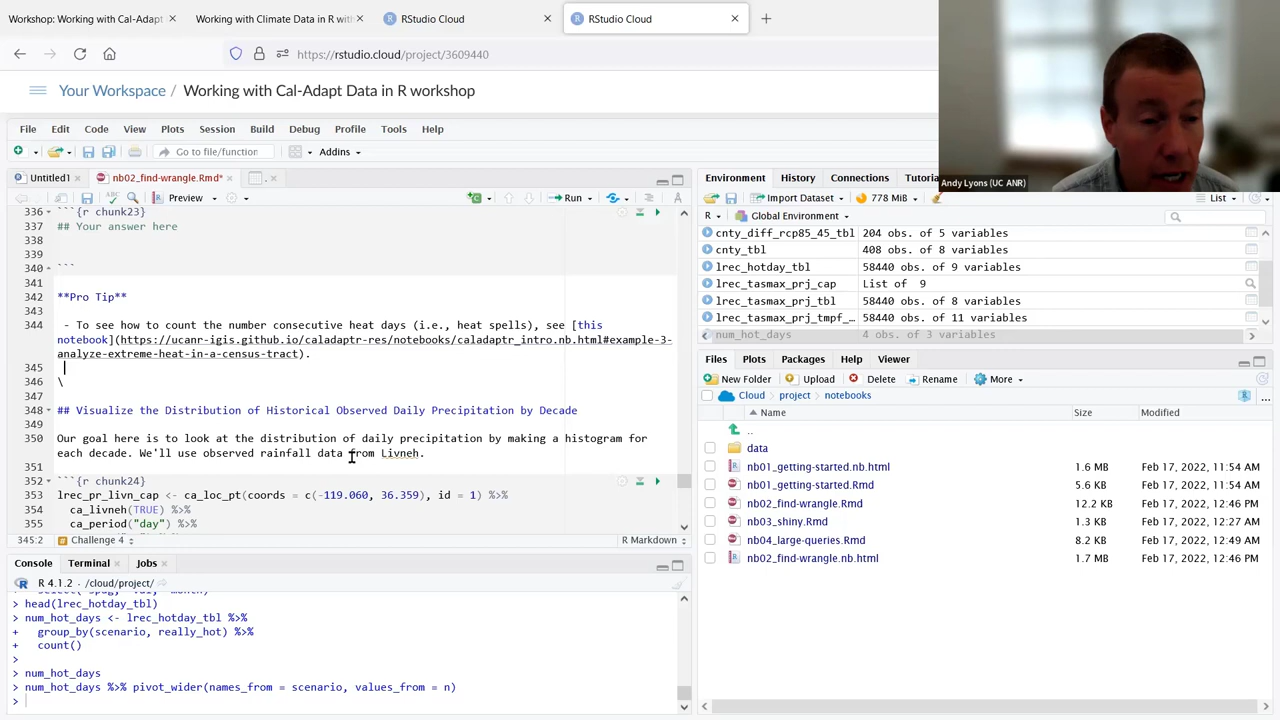 Workshop: Working with Cal-Adapt
Working with Climate Data in R wit
RStudio Cloud
RStudio Cloud
https://rstudio.cloud/project/3609440
Your Workspace / Working with Cal-Adapt Data in R workshop
File Edit Code View Plots Session Build Debug Profile Tools Help
Go to file/function Addins
Andy Lyons (UC ANR)
Untitled1
nb02_find-wrangle.Rmd*
Preview Run
336 ```{r chunk23}
337 ## Your answer here
338
339
340 ```
341
342 **Pro Tip**
343
344 - To see how to count the number consecutive heat days (i.e., heat spells), see [this
notebook](https://ucanr-igis.github.io/caladaptr-res/notebooks/caladaptr_intro.nb.html#example-3-
analyze-extreme-heat-in-a-census-tract).
345
346 \
347
348 ## Visualize the Distribution of Historical Observed Daily Precipitation by Decade
349
350 Our goal here is to look at the distribution of daily precipitation by making a histogram for
each decade. We'll use observed rainfall data from Livneh.
351
352 ```{r chunk24}
353 lrec_pr_livn_cap <- ca_loc_pt(coords = c(-119.060, 36.359), id = 1) %>%
354 ca_livneh(TRUE) %>%
355 ca_period("day") %>%
345:2 Challenge 4 R Markdown
Console Terminal Jobs
R 4.1.2 · /cloud/project/
> head(lrec_hotday_tbl)
> num_hot_days <- lrec_hotday_tbl %>%
+ group_by(scenario, really_hot) %>%
+ count()
>
> num_hot_days
> num_hot_days %>% pivot_wider(names_from = scenario, values_from = n)
>
Environment History Connections Tutoria
Import Dataset 778 MiB List
R Global Environment
cnty_diff_rcp85_45_tbl 204 obs. of 5 variables
cnty_tbl 408 obs. of 8 variables
lrec_hotday_tbl 58440 obs. of 9 variables
lrec_tasmax_prj_cap List of 9
lrec_tasmax_prj_tbl 58440 obs. of 8 variables
lrec_tasmax_prj_tmpf_… 58440 obs. of 11 variables
num_hot_days 4 obs. of 3 variables
Files Plots Packages Help Viewer
New Folder Upload Delete Rename More
Cloud project notebooks
Name Size Modified
..
data
nb01_getting-started.nb.html 1.6 MB Feb 17, 2022, 11:54 AM
nb01_getting-started.Rmd 5.6 KB Feb 17, 2022, 11:54 AM
nb02_find-wrangle.Rmd 12.2 KB Feb 17, 2022, 12:46 PM
nb03_shiny.Rmd 1.3 KB Feb 17, 2022, 12:27 AM
nb04_large-queries.Rmd 8.2 KB Feb 17, 2022, 12:49 AM
nb02_find-wrangle.nb.html 1.7 MB Feb 17, 2022, 12:46 PM